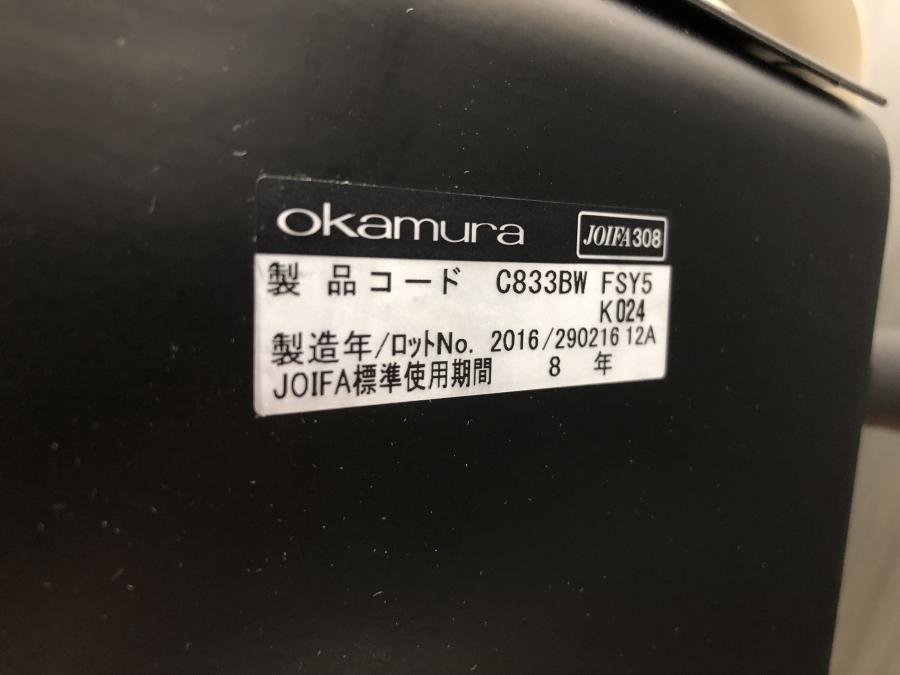 okamura JOIFA308
製品コード C833BW FSY5
K024
製造年/ロットNo. 2016/290216 12A
JOIFA標準使用期間 8 年